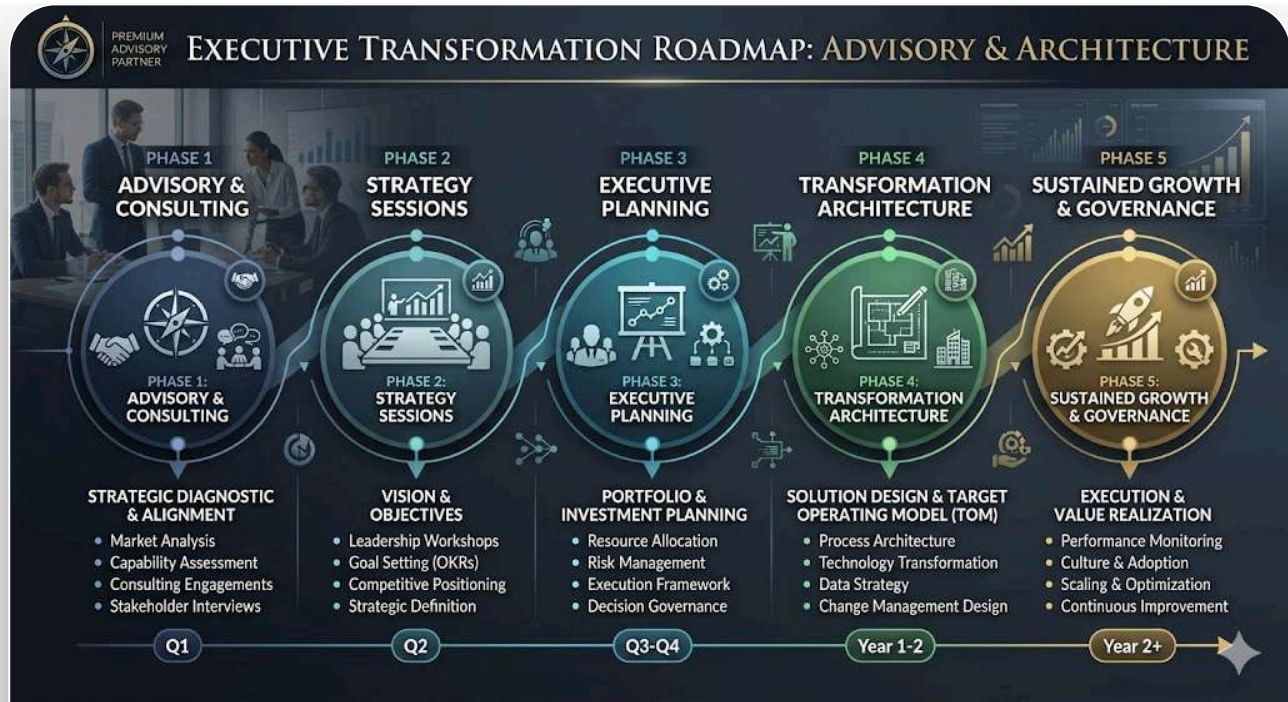 PREMIUM
ADVISORY
PARTNER
EXECUTIVE TRANSFORMATION ROADMAP: ADVISORY & ARCHITECTURE
PHASE 1
ADVISORY &
CONSULTING
PHASE 1:
ADVISORY &
CONSULTING
STRATEGIC DIAGNOSTIC
& ALIGNMENT
• Market Analysis
• Capability Assessment
• Consulting Engagements
• Stakeholder Interviews
Q1
PHASE 2
STRATEGY
SESSIONS
PHASE 2:
STRATEGY
SESSIONS
VISION &
OBJECTIVES
• Leadership Workshops
• Goal Setting (OKRs)
• Competitive Positioning
• Strategic Definition
Q2
PHASE 3
EXECUTIVE
PLANNING
PHASE 3:
EXECUTIVE
PLANNING
PORTFOLIO &
INVESTMENT PLANNING
• Resource Allocation
• Risk Management
• Execution Framework
• Decision Governance
Q3-Q4
PHASE 4
TRANSFORMATION
ARCHITECTURE
PHASE 4:
TRANSFORMATION
ARCHITECTURE
SOLUTION DESIGN & TARGET
OPERATING MODEL (TOM)
• Process Architecture
• Technology Transformation
• Data Strategy
• Change Management Design
Year 1-2
PHASE 5
SUSTAINED GROWTH
& GOVERNANCE
PHASE 5:
SUSTAINED GROWTH
& GOVERNANCE
EXECUTION &
VALUE REALIZATION
• Performance Monitoring
• Culture & Adoption
• Scaling & Optimization
• Continuous Improvement
Year 2+